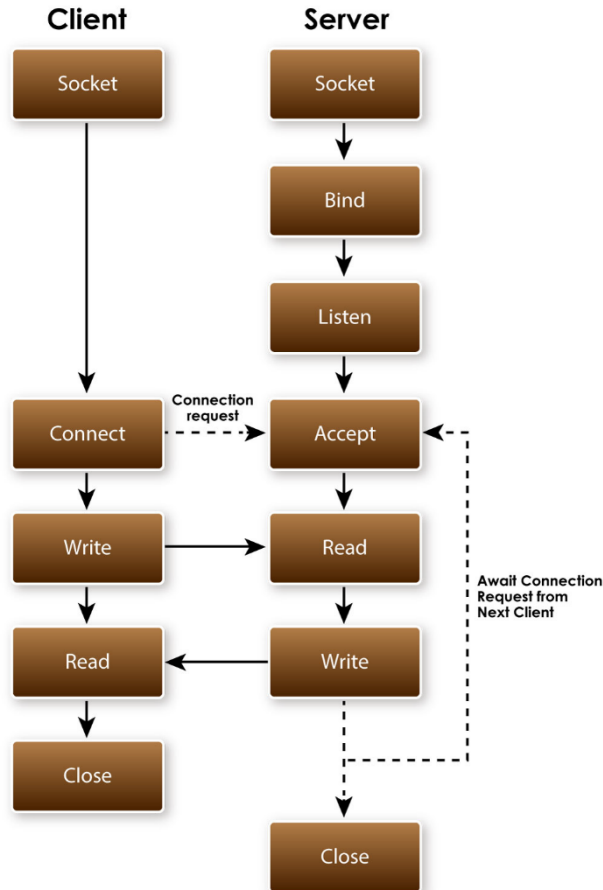 Client
Server
Socket
Socket
Bind
Listen
Connection
request
Connect
Accept
Write
Read
Await Connection
Request from
Next Client
Read
Write
Close
Close